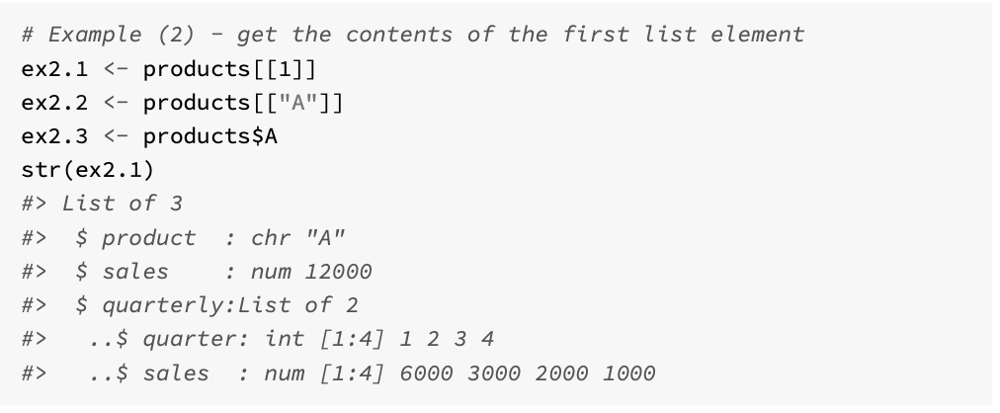 # Example (2) - get the contents of the first list element
ex2.1 <- products[[1]]
ex2.2 <- products[["A"]]
ex2.3 <- products$A
str(ex2.1)
#> List of 3
#>  $ product  : chr "A"
#>  $ sales    : num 12000
#>  $ quarterly:List of 2
#>   ..$ quarter: int [1:4] 1 2 3 4
#>   ..$ sales  : num [1:4] 6000 3000 2000 1000